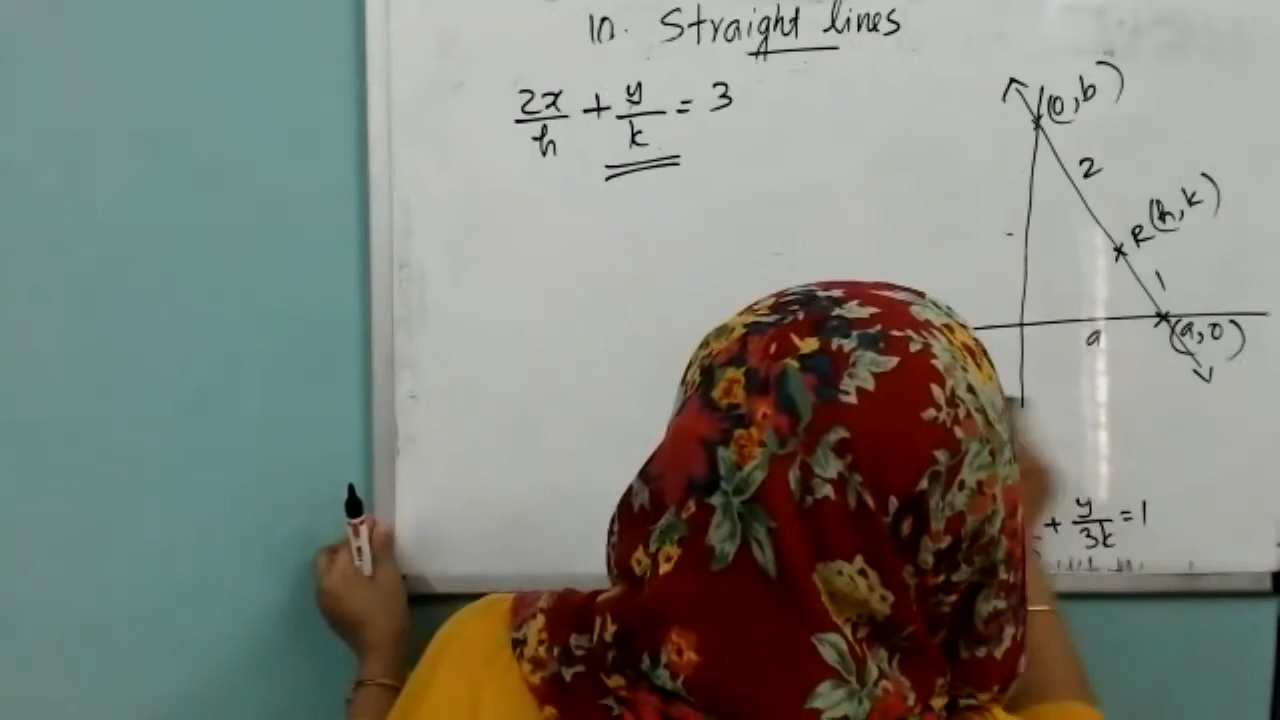 10. Straight lines
2x/h + y/k = 3
(0,b)
2
R(h,k)
1
a
(a,0)
+ y/3k = 1